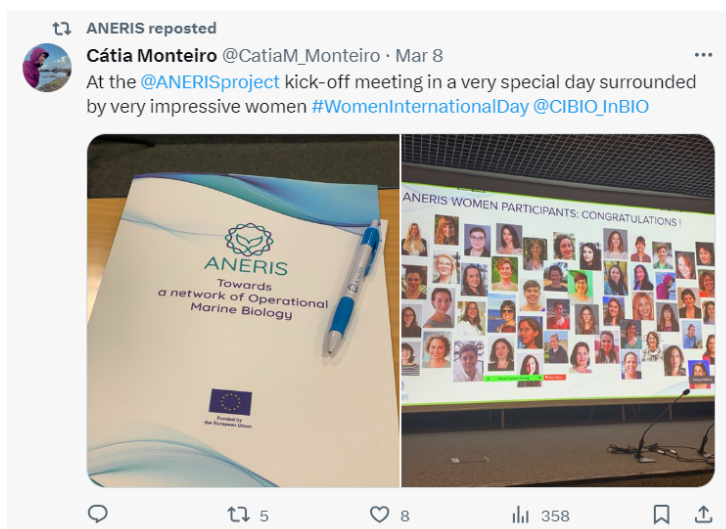 ANERIS reposted
Cátia Monteiro @CatiaM_Monteiro · Mar 8
At the @ANERISproject kick-off meeting in a very special day surrounded
by very impressive women #WomenInternationalDay @CIBIO_InBIO
ANERIS
Towards
a network of Operational
Marine Biology
Funded by
the European Union
ANERIS WOMEN PARTICIPANTS: CONGRATULATIONS !
5
8
358